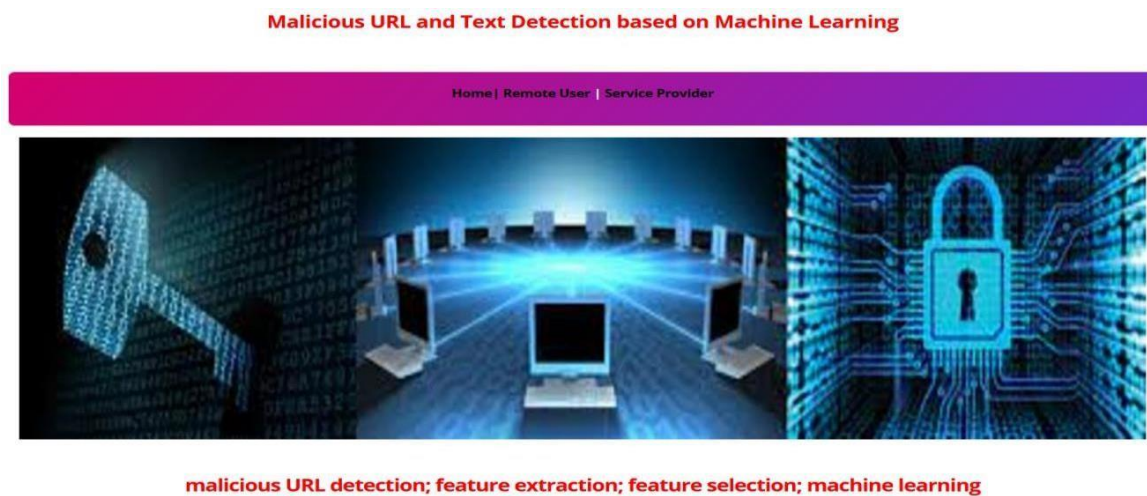 Malicious URL and Text Detection based on Machine Learning
Home| Remote User | Service Provider
malicious URL detection; feature extraction; feature selection; machine learning